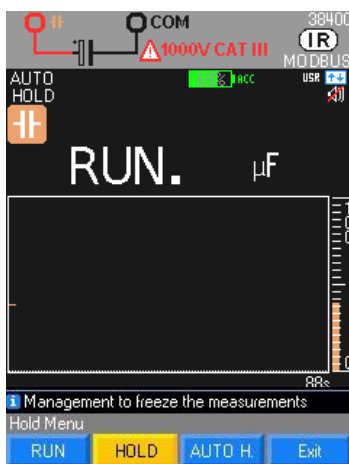 COM
38400
1000V CAT III
IR
MODBUS
AUTO
HOLD
ACC
USR
RUN. µF
88s
i Management to freeze the measurements
Hold Menu
RUN HOLD AUTO H. Exit